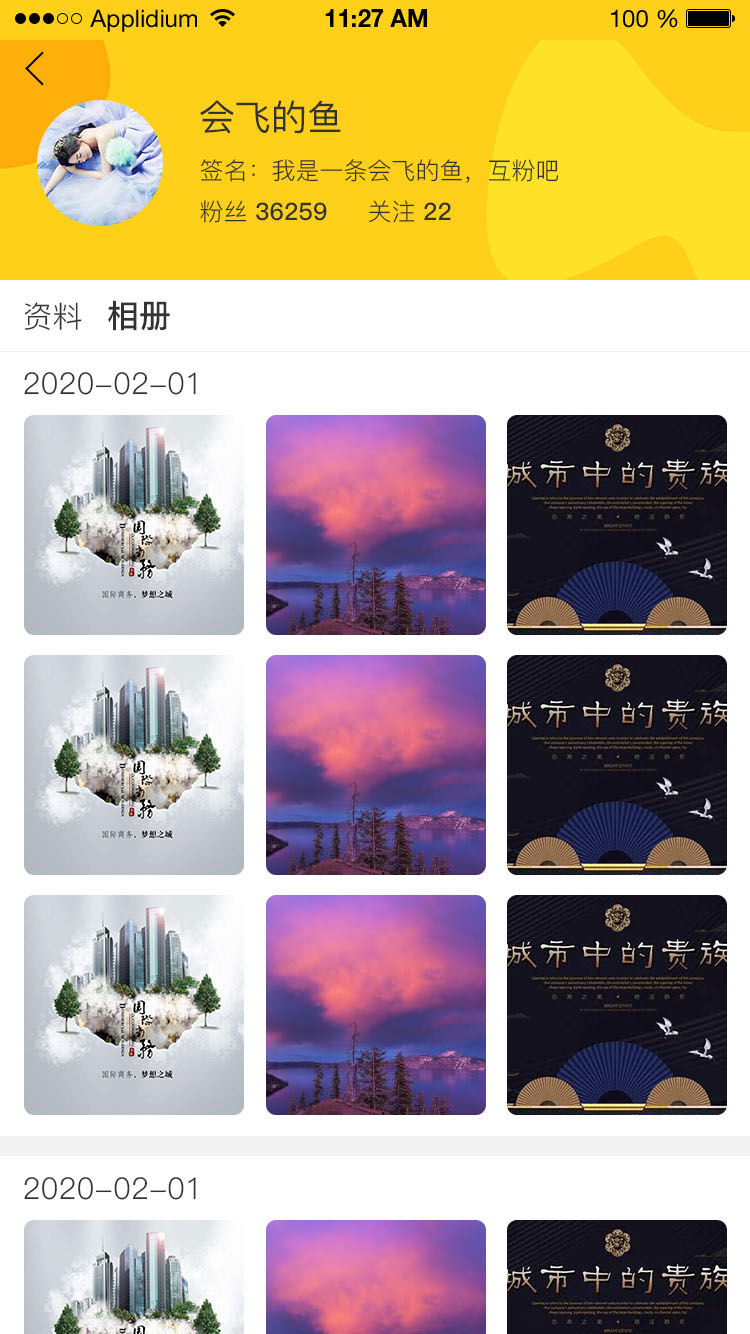 Applidium
11:27 AM
100 %
会飞的鱼
签名：我是一条会飞的鱼，互粉吧
粉丝 36259 关注 22
资料 相册
2020-02-01
国际商务
国际商务，梦想之城
城市中的贵族
国际商务
国际商务，梦想之城
城市中的贵族
国际商务
国际商务，梦想之城
城市中的贵族
2020-02-01
城市中的贵族